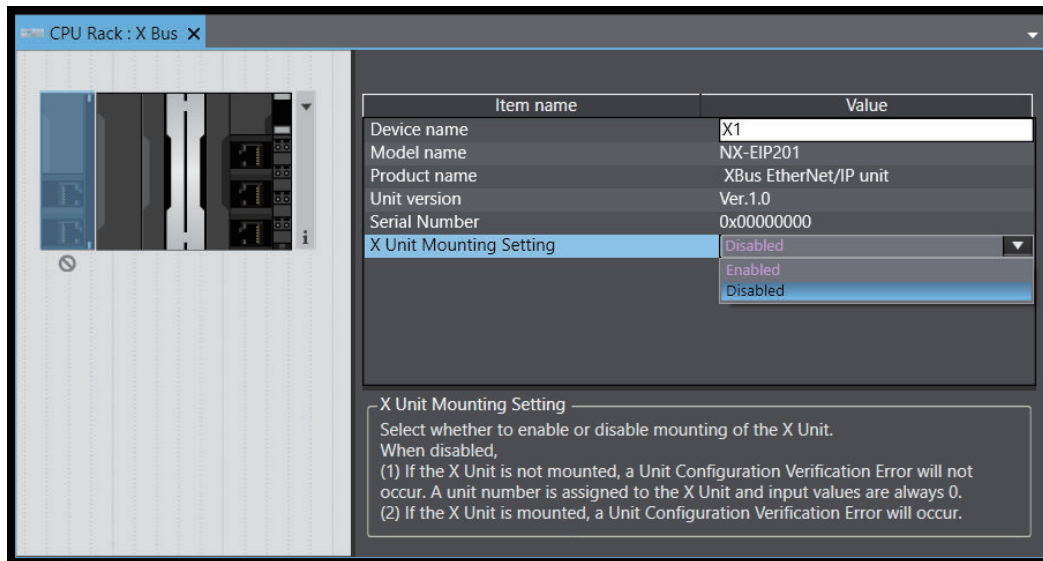 CPU Rack : X Bus
Item name Value
Device name X1
Model name NX-EIP201
Product name XBus EtherNet/IP unit
Unit version Ver.1.0
Serial Number 0x00000000
X Unit Mounting Setting Disabled
Enabled
Disabled
X Unit Mounting Setting
Select whether to enable or disable mounting of the X Unit.
When disabled,
(1) If the X Unit is not mounted, a Unit Configuration Verification Error will not
occur. A unit number is assigned to the X Unit and input values are always 0.
(2) If the X Unit is mounted, a Unit Configuration Verification Error will occur.